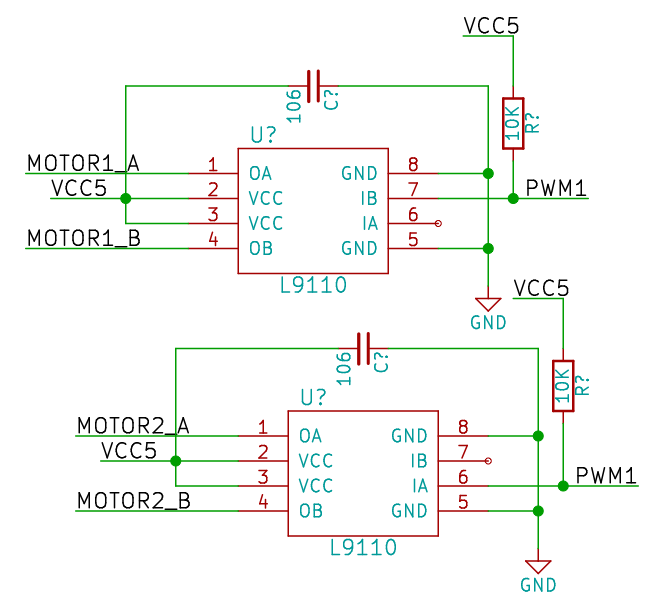 VCC5
106
C?
10K
R?
U?
MOTOR1_A 1 OA GND 8
VCC5 2 VCC IB 7 PWM1
3 VCC IA 6
MOTOR1_B 4 OB GND 5
L9110
VCC5
GND
106
C?
10K
R?
U?
MOTOR2_A 1 OA GND 8
VCC5 2 VCC IB 7
3 VCC IA 6 PWM1
MOTOR2_B 4 OB GND 5
L9110
GND